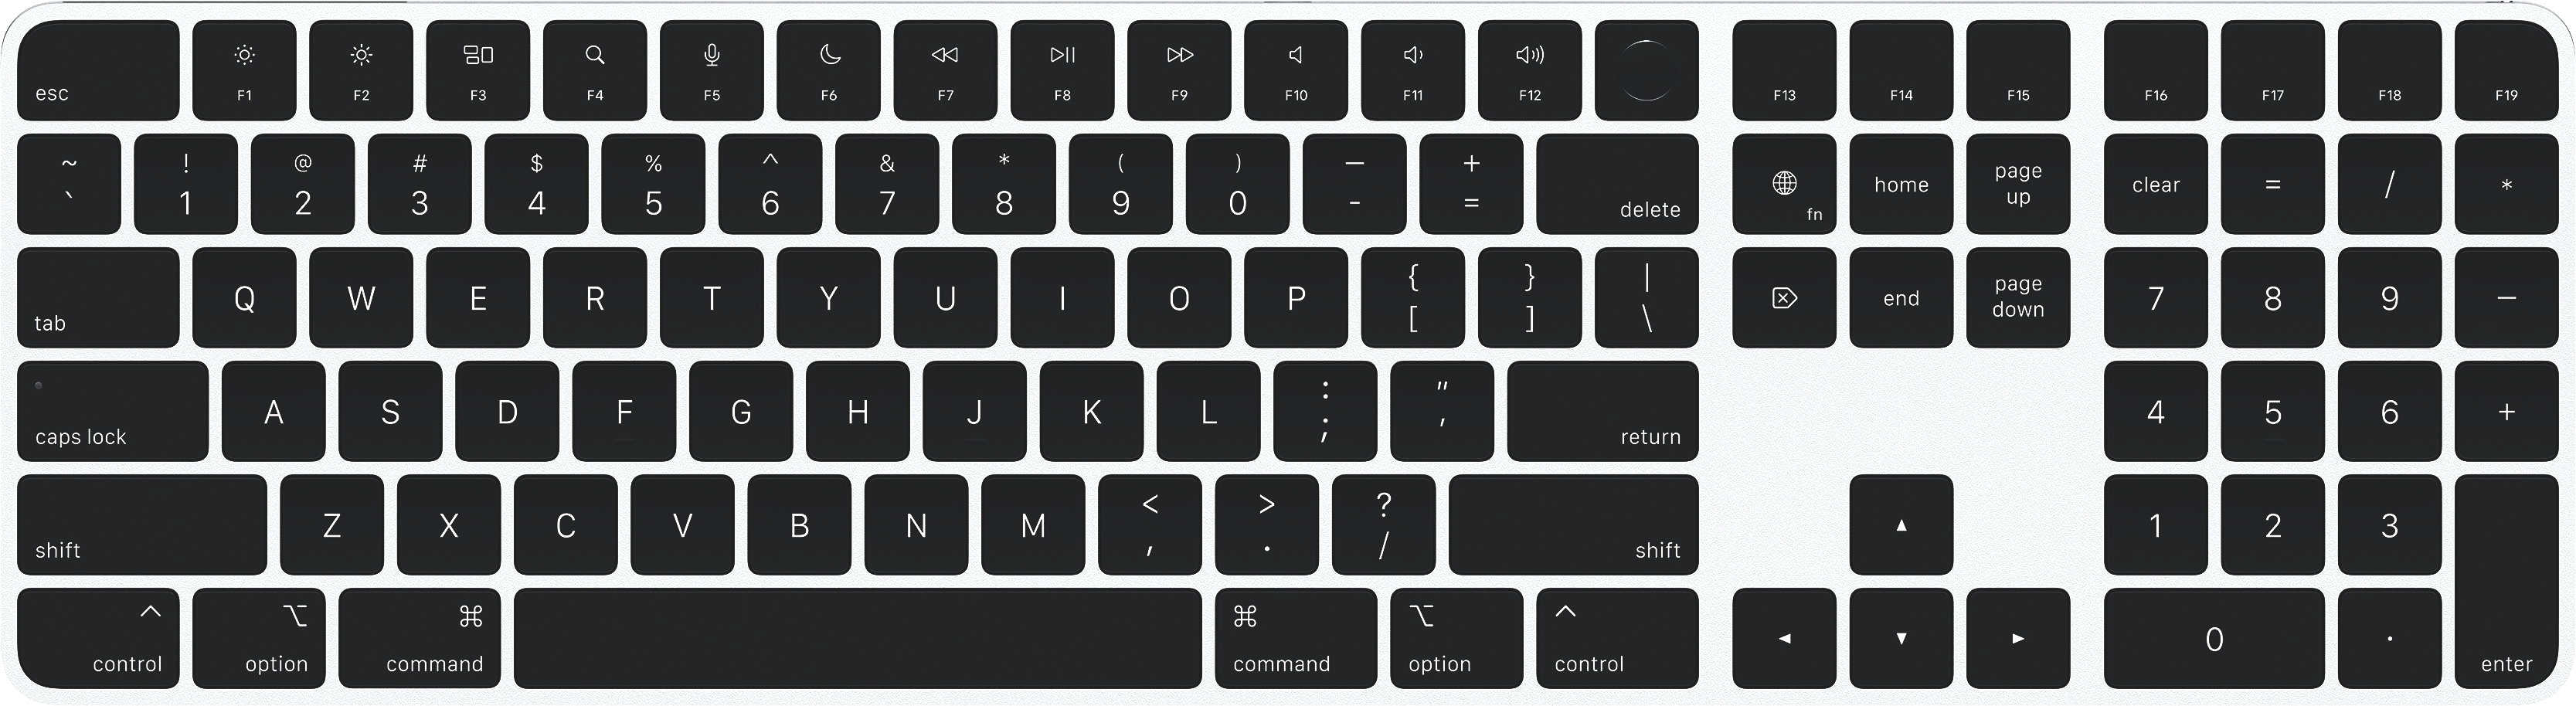 esc F1 F2 F3 F4 F5 F6 F7 F8 F9 F10 F11 F12 F13 F14 F15 F16 F17 F18 F19
~ ! @ # $ % ^ & * ( ) — +
` 1 2 3 4 5 6 7 8 9 0 - = delete fn home page up clear = / *
tab Q W E R T Y U I O P { [ } ] | \ end page down 7 8 9 −
caps lock A S D F G H J K L : ; " ' return 4 5 6 +
shift Z X C V B N M < , > . ? / shift ▲ 1 2 3
^ ⌥ ⌘ ⌘ ⌥ ^
control option command command option control ◄ ▼ ► 0 . enter